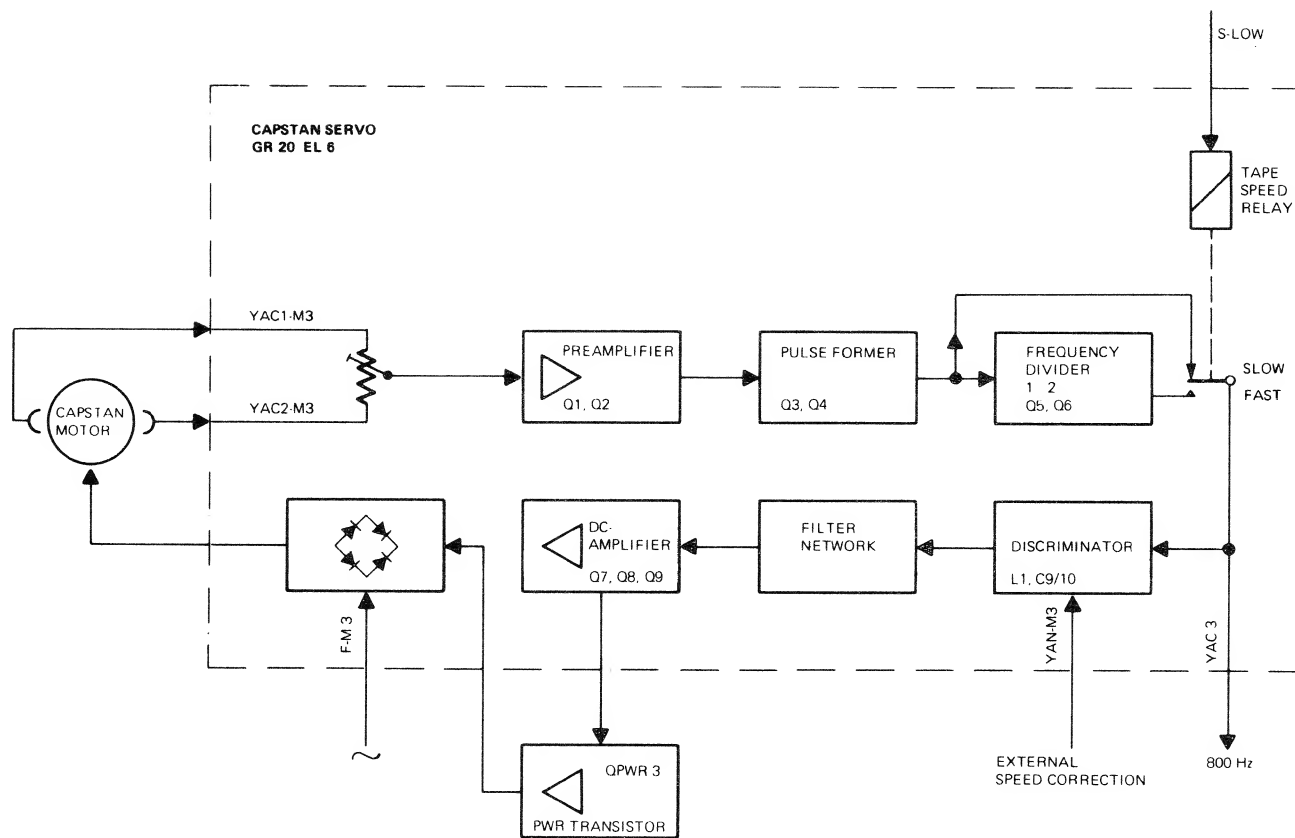 S-LOW
CAPSTAN SERVO
GR 20 EL 6
TAPE
SPEED
RELAY
YAC1-M3
YAC2-M3
CAPSTAN
MOTOR
PREAMPLIFIER
Q1, Q2
PULSE FORMER
Q3, Q4
FREQUENCY
DIVIDER
1 2
Q5, Q6
SLOW
FAST
DC-
AMPLIFIER
Q7, Q8, Q9
FILTER
NETWORK
DISCRIMINATOR
L1, C9/10
F-M 3
YAN-M3
YAC 3
QPWR 3
PWR TRANSISTOR
EXTERNAL
SPEED CORRECTION
800 Hz